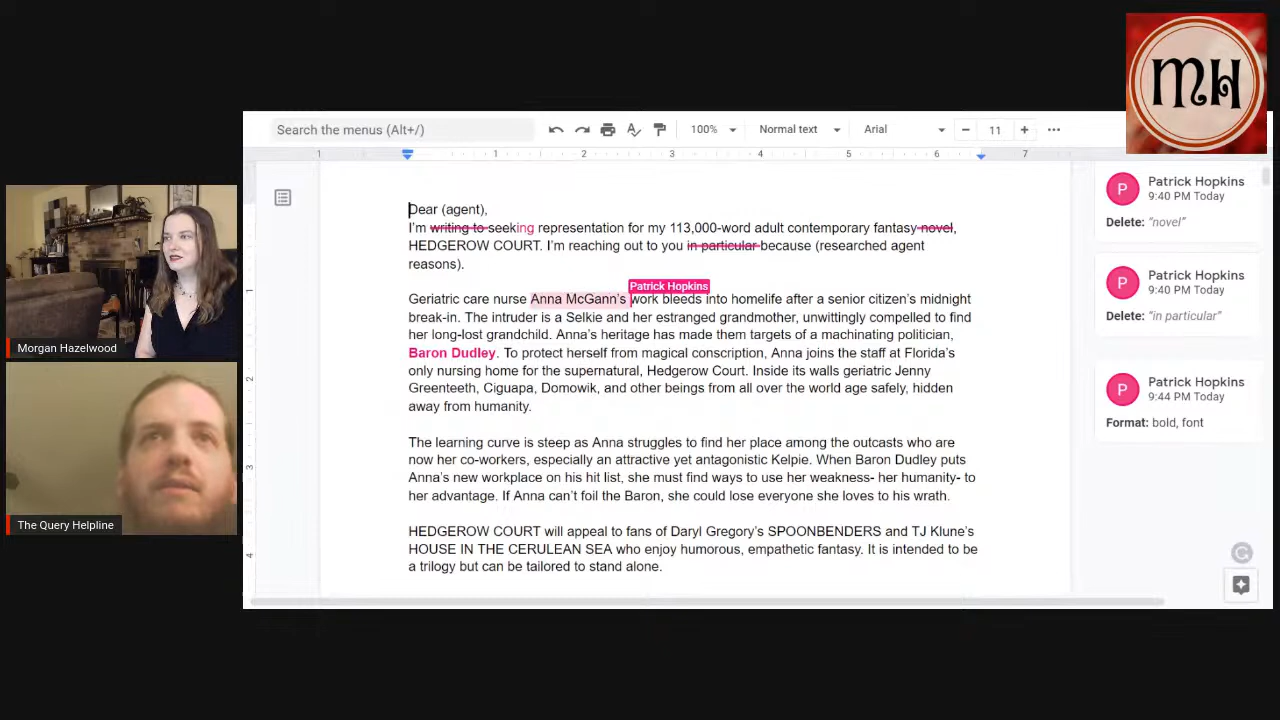 MH
Search the menus (Alt+/)
100%
Normal text
Arial
11
1 1 2 3 4 5 6 7
Dear (agent),
I'm writing to seeking representation for my 113,000-word adult contemporary fantasy novel,
HEDGEROW COURT. I'm reaching out to you in particular because (researched agent
reasons).
Patrick Hopkins
Geriatric care nurse Anna McGann's work bleeds into homelife after a senior citizen's midnight
break-in. The intruder is a Selkie and her estranged grandmother, unwittingly compelled to find
her long-lost grandchild. Anna's heritage has made them targets of a machinating politician,
Baron Dudley. To protect herself from magical conscription, Anna joins the staff at Florida's
only nursing home for the supernatural, Hedgerow Court. Inside its walls geriatric Jenny
Greenteeth, Ciguapa, Domowik, and other beings from all over the world age safely, hidden
away from humanity.
The learning curve is steep as Anna struggles to find her place among the outcasts who are
now her co-workers, especially an attractive yet antagonistic Kelpie. When Baron Dudley puts
Anna's new workplace on his hit list, she must find ways to use her weakness- her humanity- to
her advantage. If Anna can't foil the Baron, she could lose everyone she loves to his wrath.
HEDGEROW COURT will appeal to fans of Daryl Gregory's SPOONBENDERS and TJ Klune's
HOUSE IN THE CERULEAN SEA who enjoy humorous, empathetic fantasy. It is intended to be
a trilogy but can be tailored to stand alone.
1
2
3
4
P
Patrick Hopkins
9:40 PM Today
Delete: "novel"
P
Patrick Hopkins
9:40 PM Today
Delete: "in particular"
P
Patrick Hopkins
9:44 PM Today
Format: bold, font
Morgan Hazelwood
The Query Helpline